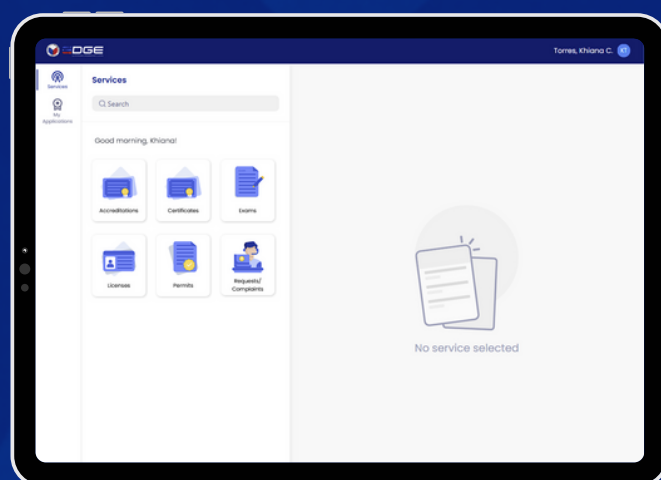 EDGE
Torres, Khiana C.
KT
Services
My
Applications
Services
Search
Good morning, Khiana!
Accreditations
Certificates
Exams
Licenses
Permits
Requests/
Complaints
No service selected